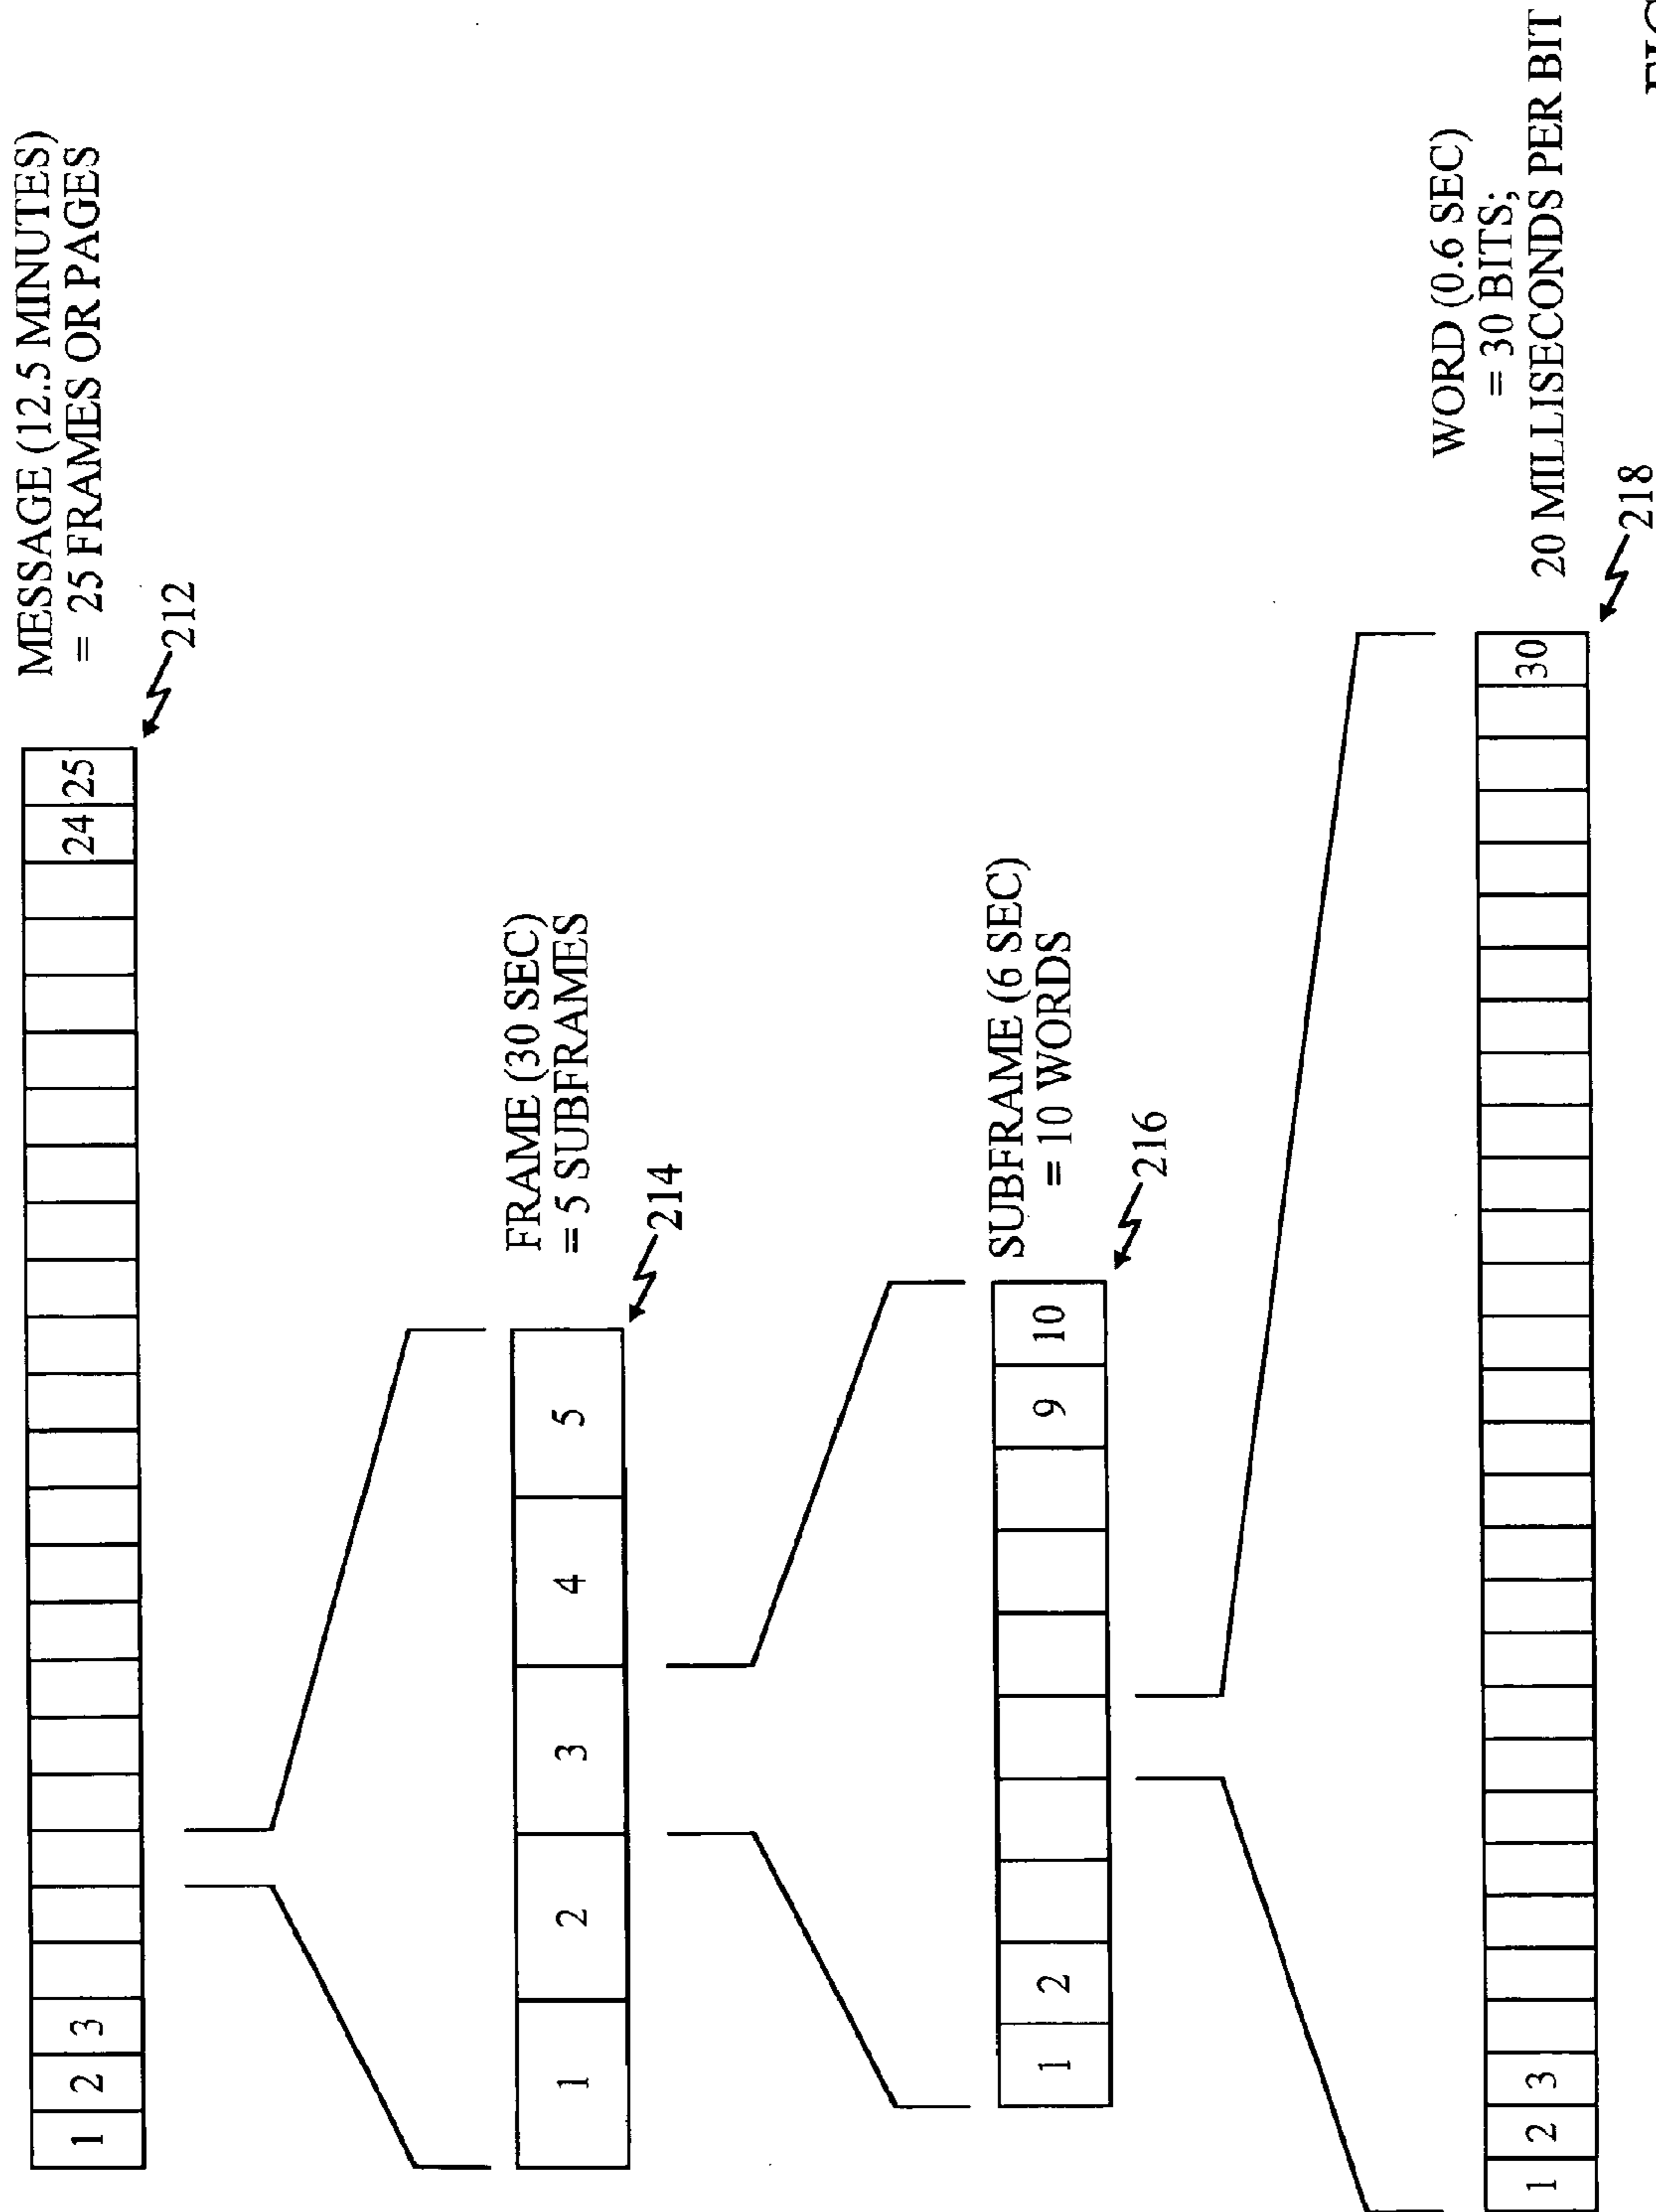 MESSAGE (12.5 MINUTES)
= 25 FRAMES OR PAGES
212
1 2 3 24 25
FRAME (30 SEC)
= 5 SUBFRAMES
214
1 2 3 4 5
SUBFRAME (6 SEC)
= 10 WORDS
216
1 2 9 10
WORD (0.6 SEC)
= 30 BITS;
20 MILLISECONDS PER BIT
218
1 2 3 30